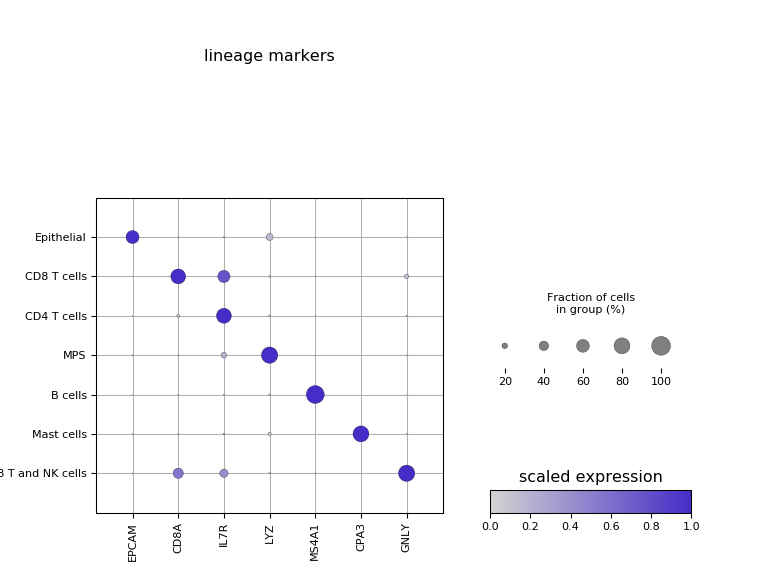 lineage markers
Epithelial
CD8 T cells
CD4 T cells
MPS
B cells
Mast cells
T and NK cells
EPCAM
CD8A
IL7R
LYZ
MS4A1
CPA3
GNLY
Fraction of cells
in group (%)
20 40 60 80 100
scaled expression
0.0 0.2 0.4 0.6 0.8 1.0